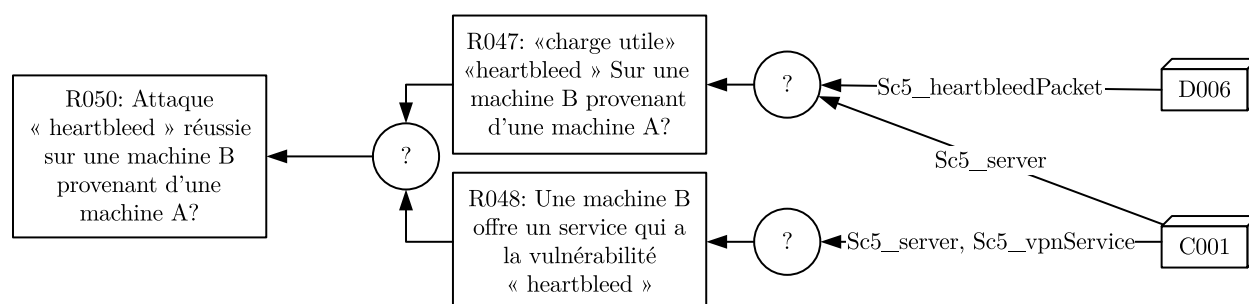 R050: Attaque
« heartbleed » réussie
sur une machine B
provenant d'une
machine A?
?
R047: «charge utile»
«heartbleed » Sur une
machine B provenant
d'une machine A?
R048: Une machine B
offre un service qui a
la vulnérabilité
« heartbleed »
?
?
Sc5_heartbleedPacket
Sc5_server
Sc5_server, Sc5_vpnService
D006
C001